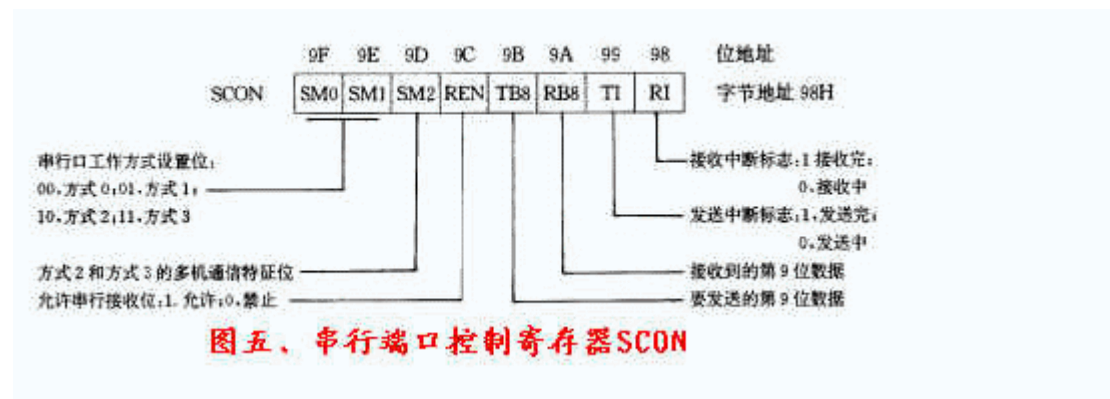 9F 9E 9D 9C 9B 9A 99 98 位地址
SCON SM0 SM1 SM2 REN TB8 RB8 TI RI 字节地址 98H
串行口工作方式设置位:
00,方式 0;01,方式 1;
10,方式 2;11,方式 3
方式 2 和方式 3 的多机通信特征位
允许串行接收位:1.允许;0,禁止
接收中断标志:1 接收完;
0,接收中
发送中断标志:1,发送完;
0,发送中
接收到的第 9 位数据
要发送的第 9 位数据
图五、串行端口控制寄存器SCON